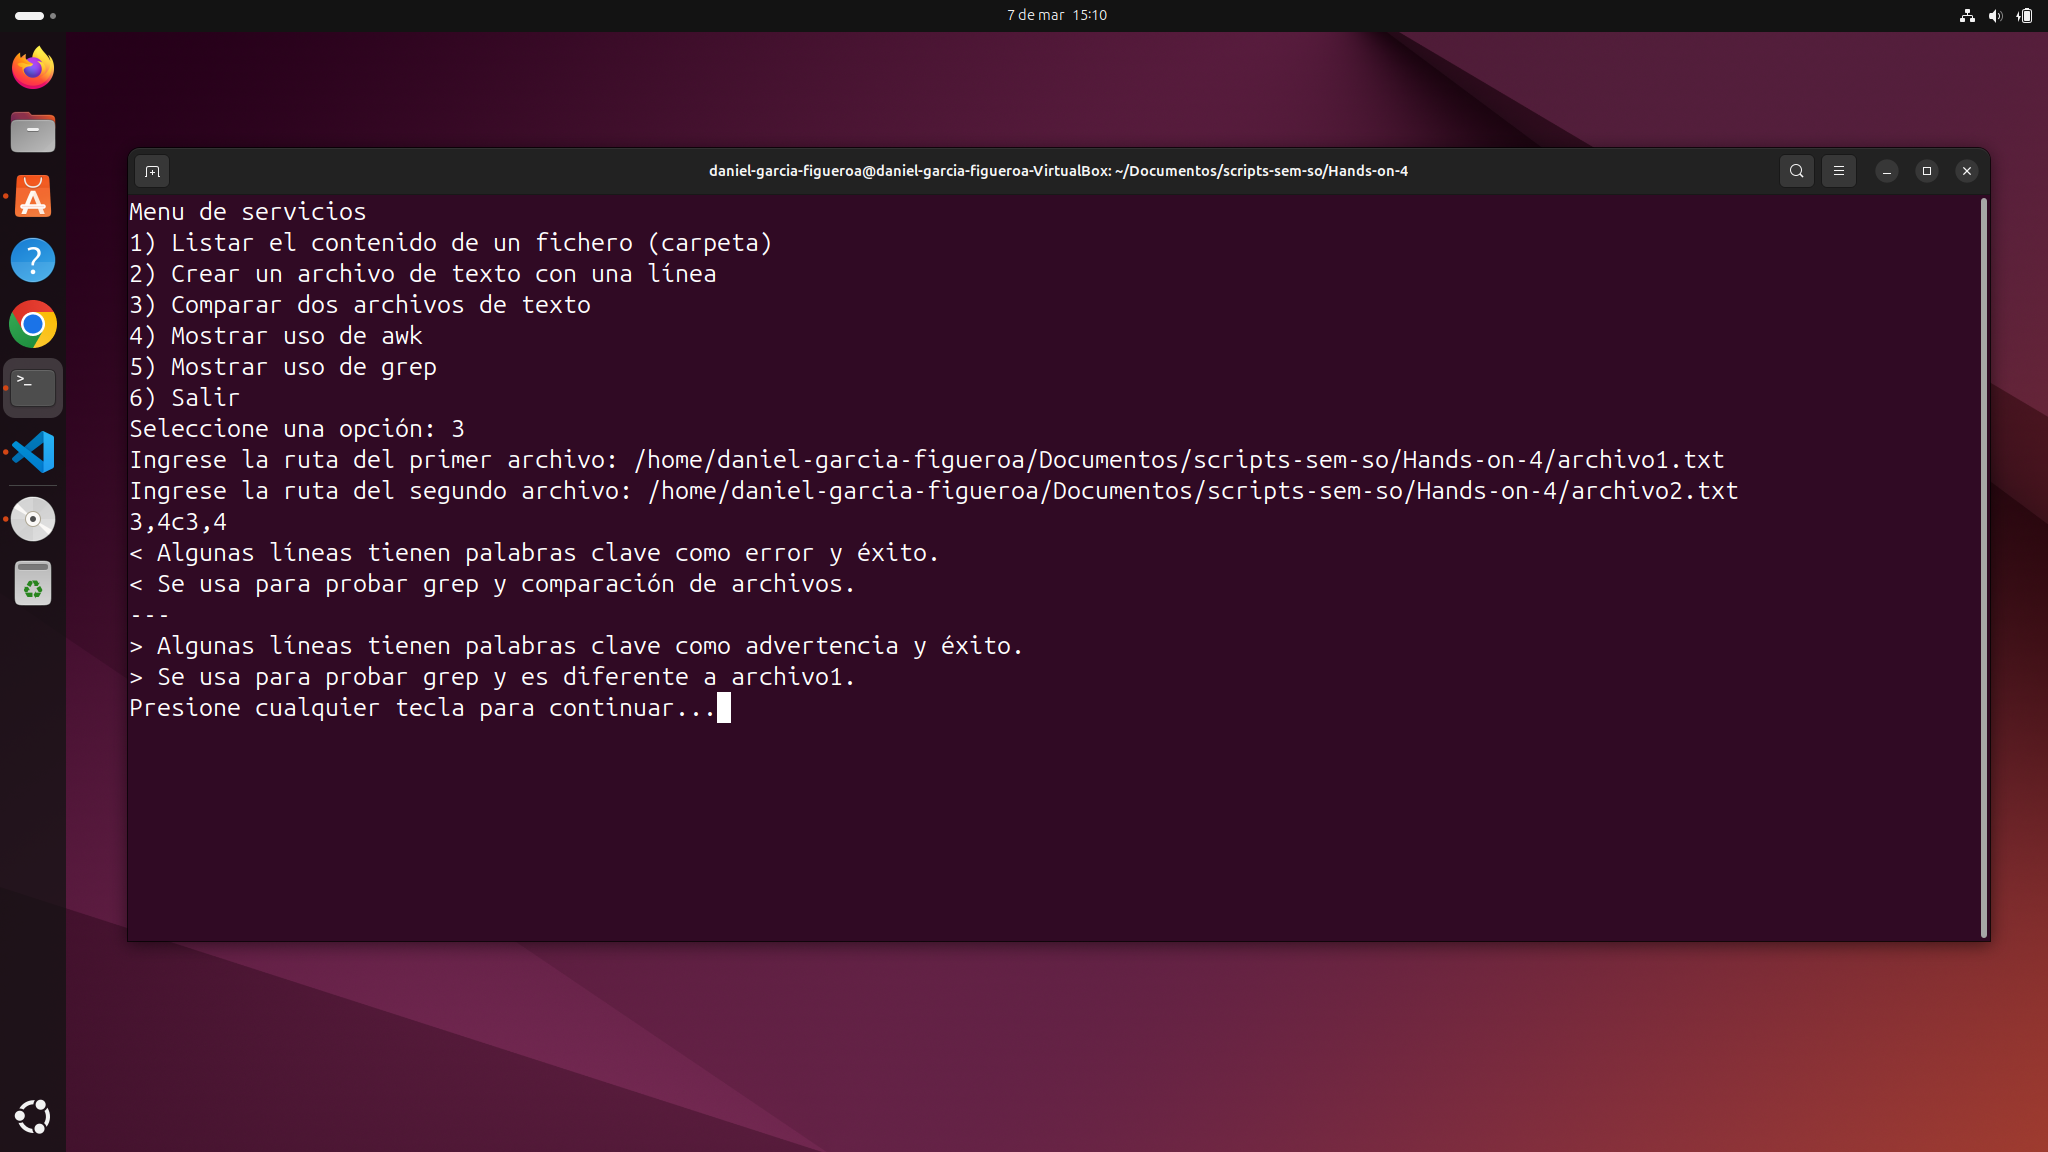 7 de mar 15:10
daniel-garcia-figueroa@daniel-garcia-figueroa-VirtualBox: ~/Documentos/scripts-sem-so/Hands-on-4
Menu de servicios
1) Listar el contenido de un fichero (carpeta)
2) Crear un archivo de texto con una línea
3) Comparar dos archivos de texto
4) Mostrar uso de awk
5) Mostrar uso de grep
6) Salir
Seleccione una opción: 3
Ingrese la ruta del primer archivo: /home/daniel-garcia-figueroa/Documentos/scripts-sem-so/Hands-on-4/archivo1.txt
Ingrese la ruta del segundo archivo: /home/daniel-garcia-figueroa/Documentos/scripts-sem-so/Hands-on-4/archivo2.txt
3,4c3,4
< Algunas líneas tienen palabras clave como error y éxito.
< Se usa para probar grep y comparación de archivos.
---
> Algunas líneas tienen palabras clave como advertencia y éxito.
> Se usa para probar grep y es diferente a archivo1.
Presione cualquier tecla para continuar...